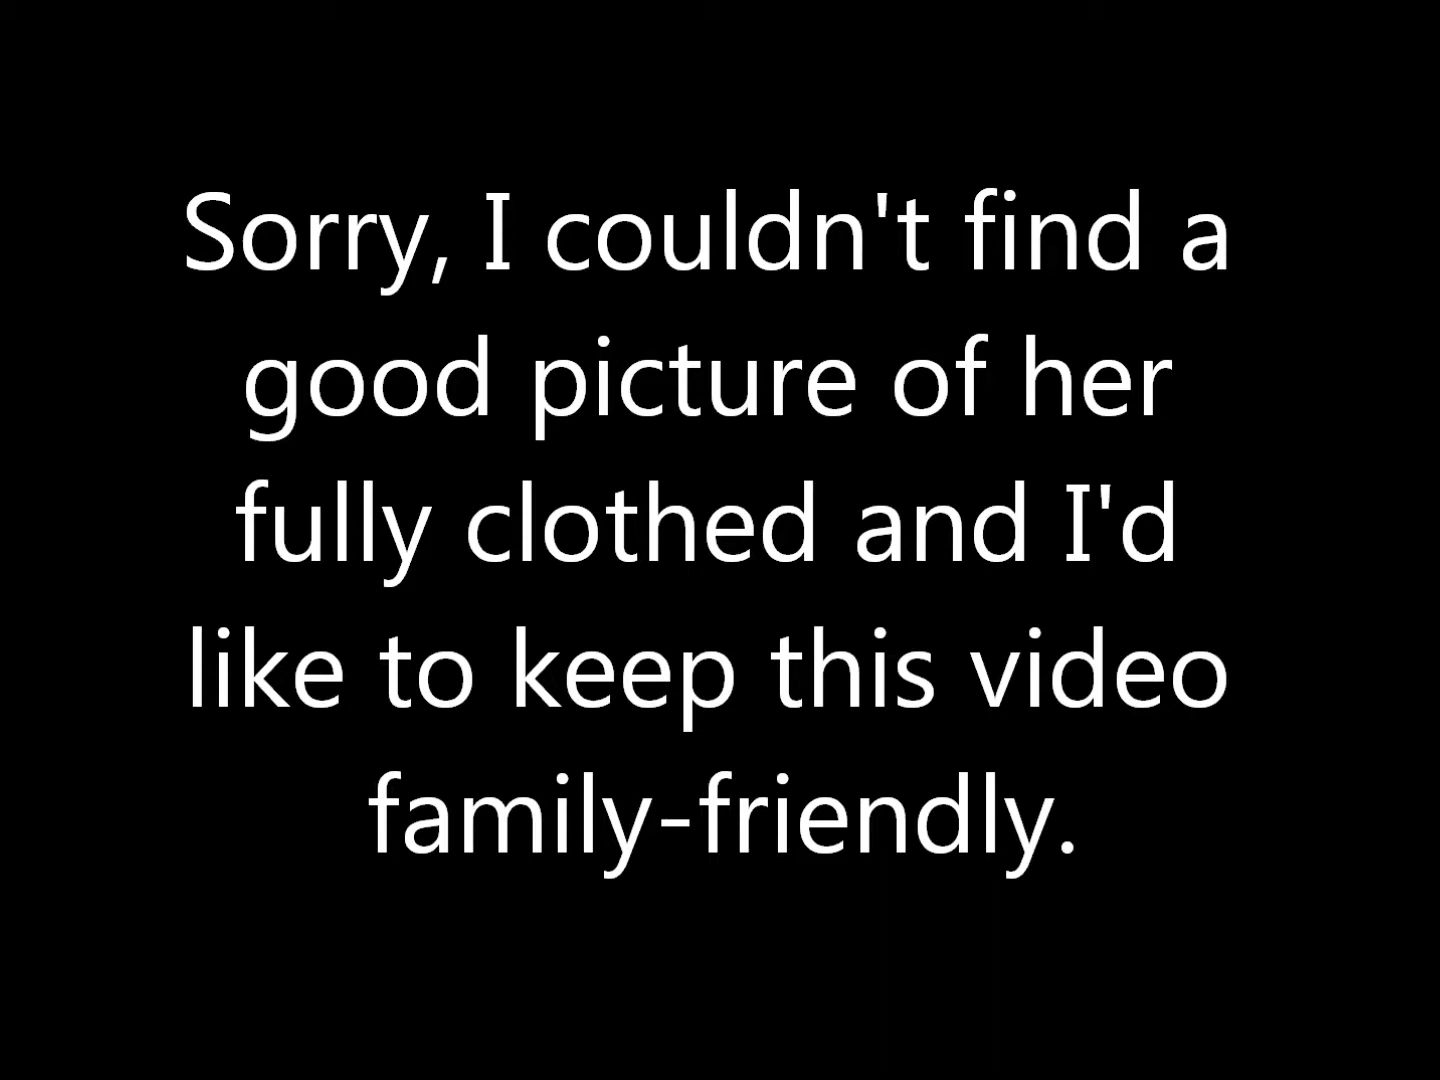 Sorry, I couldn't find a
good picture of her
fully clothed and I'd
like to keep this video
family-friendly.